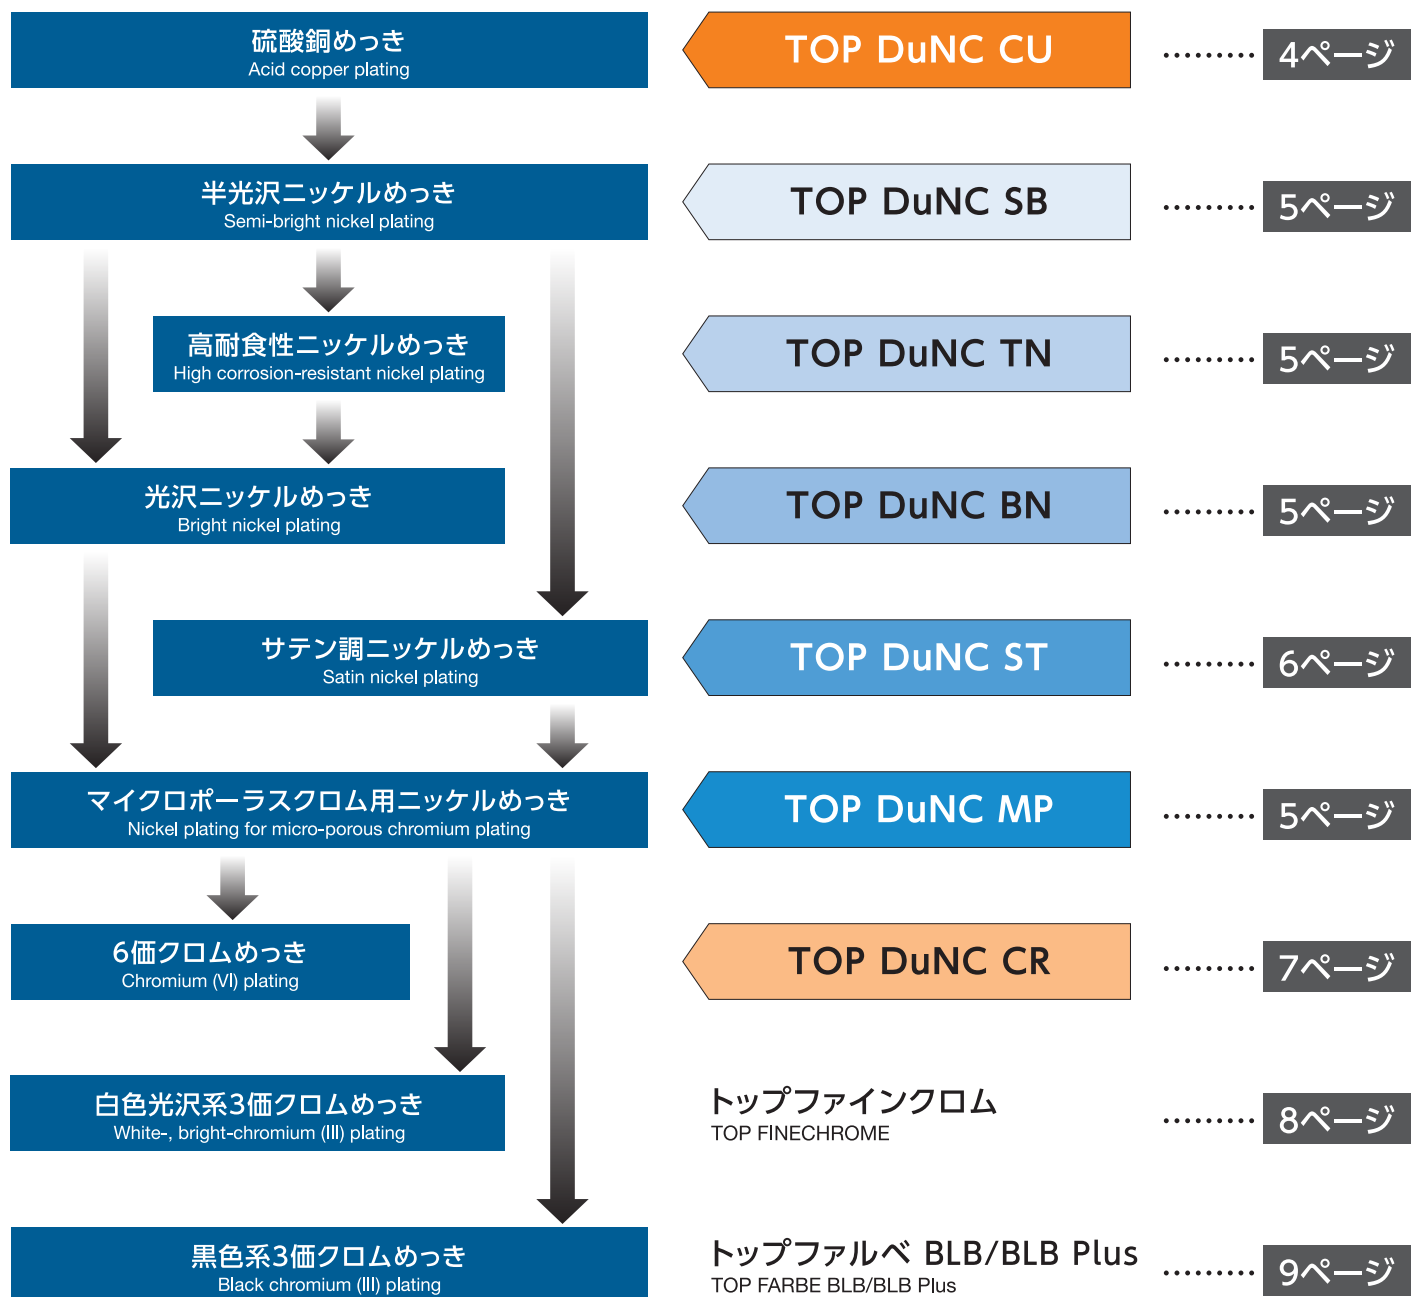 硫酸銅めっき
Acid copper plating
TOP DuNC CU
4ページ
半光沢ニッケルめっき
Semi-bright nickel plating
TOP DuNC SB
5ページ
高耐食性ニッケルめっき
High corrosion-resistant nickel plating
TOP DuNC TN
5ページ
光沢ニッケルめっき
Bright nickel plating
TOP DuNC BN
5ページ
サテン調ニッケルめっき
Satin nickel plating
TOP DuNC ST
6ページ
マイクロポーラスクロム用ニッケルめっき
Nickel plating for micro-porous chromium plating
TOP DuNC MP
5ページ
6価クロムめっき
Chromium (VI) plating
TOP DuNC CR
7ページ
白色光沢系3価クロムめっき
White-, bright-chromium (III) plating
トップファインクロム
TOP FINECHROME
8ページ
黒色系3価クロムめっき
Black chromium (III) plating
トップファルベ BLB/BLB Plus
TOP FARBE BLB/BLB Plus
9ページ